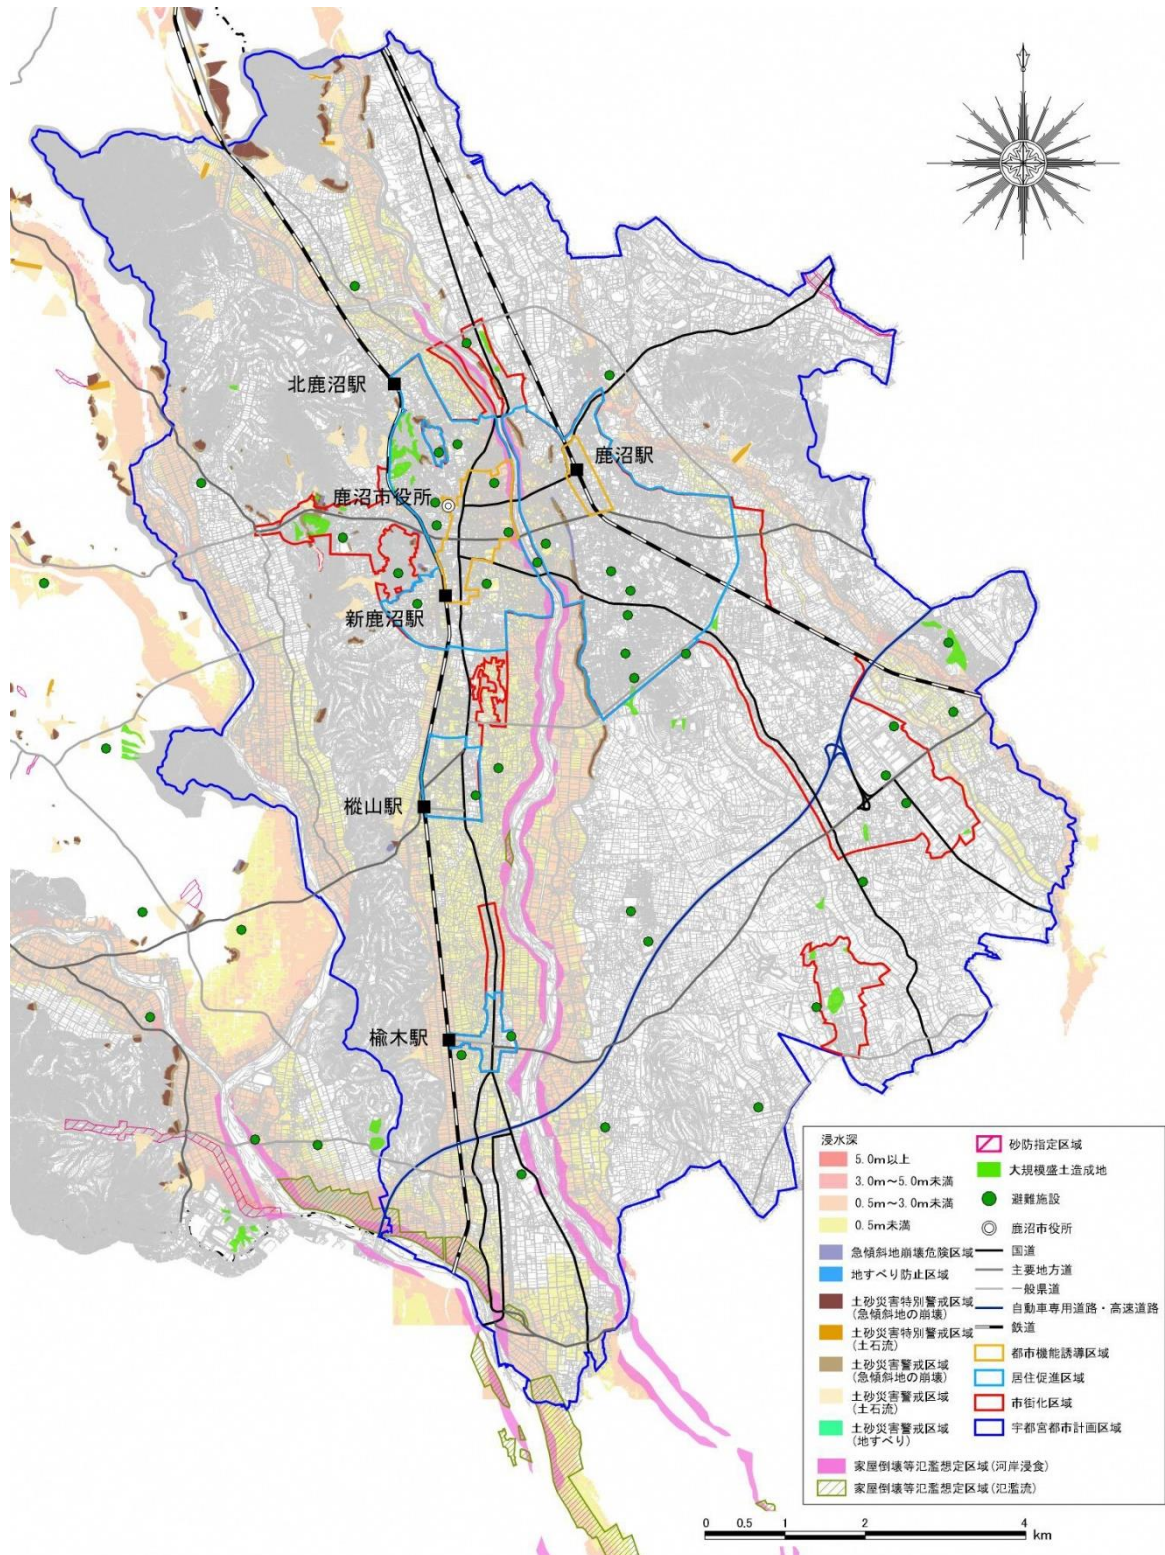 北鹿沼駅
鹿沼駅
鹿沼市役所
新鹿沼駅
樅山駅
楡木駅
浸水深
5.0m以上
3.0m～5.0m未満
0.5m～3.0m未満
0.5m未満
急傾斜地崩壊危険区域
地すべり防止区域
土砂災害特別警戒区域
(急傾斜地の崩壊)
土砂災害特別警戒区域
(土石流)
土砂災害警戒区域
(急傾斜地の崩壊)
土砂災害警戒区域
(土石流)
土砂災害警戒区域
(地すべり)
家屋倒壊等氾濫想定区域(河岸浸食)
家屋倒壊等氾濫想定区域(氾濫流)
砂防指定区域
大規模盛土造成地
避難施設
鹿沼市役所
国道
主要地方道
一般県道
自動車専用道路・高速道路
鉄道
都市機能誘導区域
居住促進区域
市街化区域
宇都宮都市計画区域
0 0.5 1 2 4
km